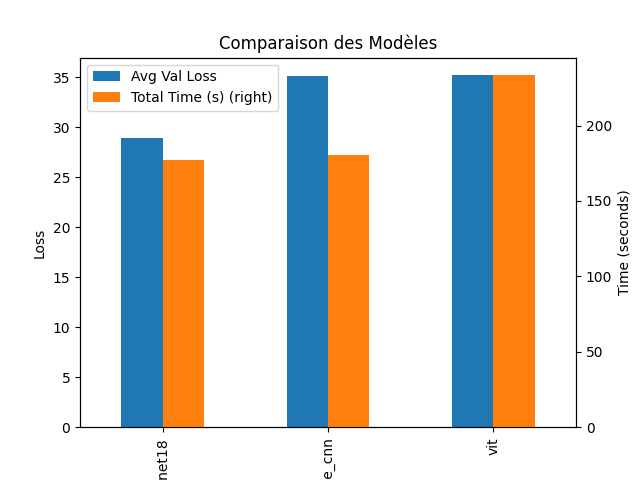 Comparaison des Modèles
Avg Val Loss
Total Time (s) (right)
35
30
25
20
15
10
5
0
Loss
200
150
100
50
0
Time (seconds)
net18
e_cnn
vit